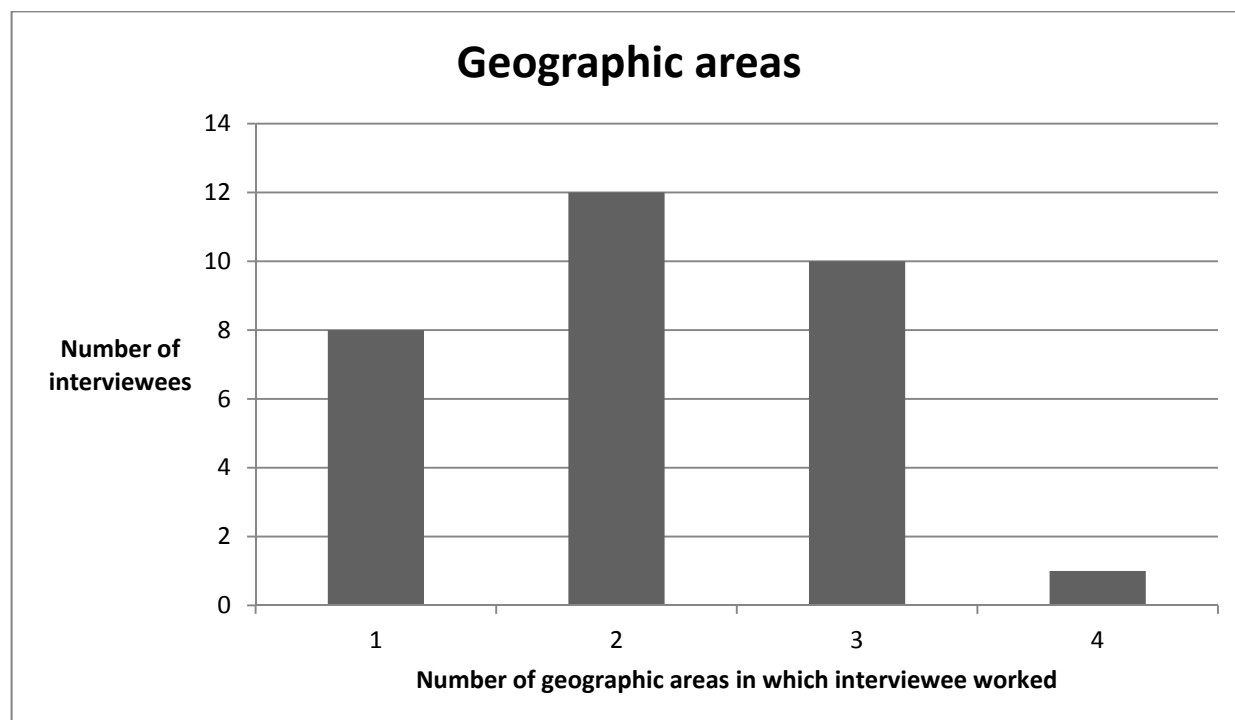 Geographic areas
14
12
10
8
6
4
2
0
Number of
interviewees
1 2 3 4
Number of geographic areas in which interviewee worked